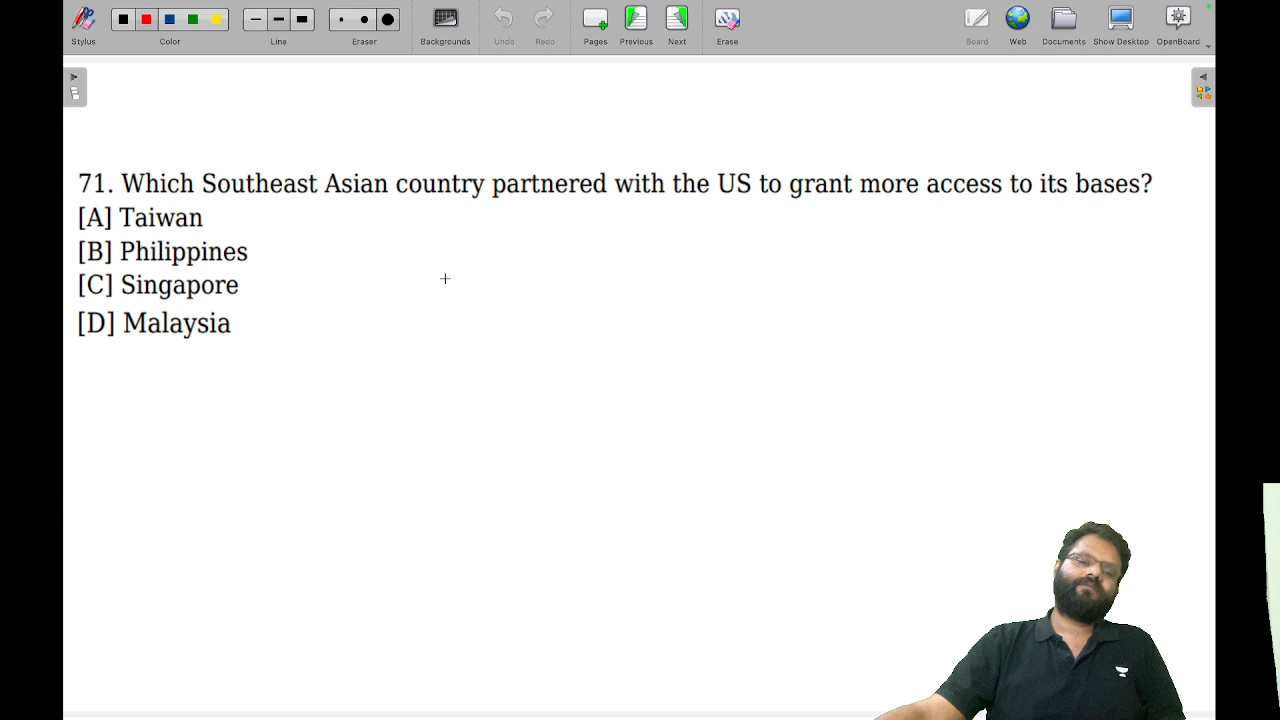 Stylus Color Line Eraser Backgrounds Undo Redo Pages Previous Next Erase Board Web Documents Show Desktop OpenBoard
71. Which Southeast Asian country partnered with the US to grant more access to its bases?
[A] Taiwan
[B] Philippines
[C] Singapore
[D] Malaysia